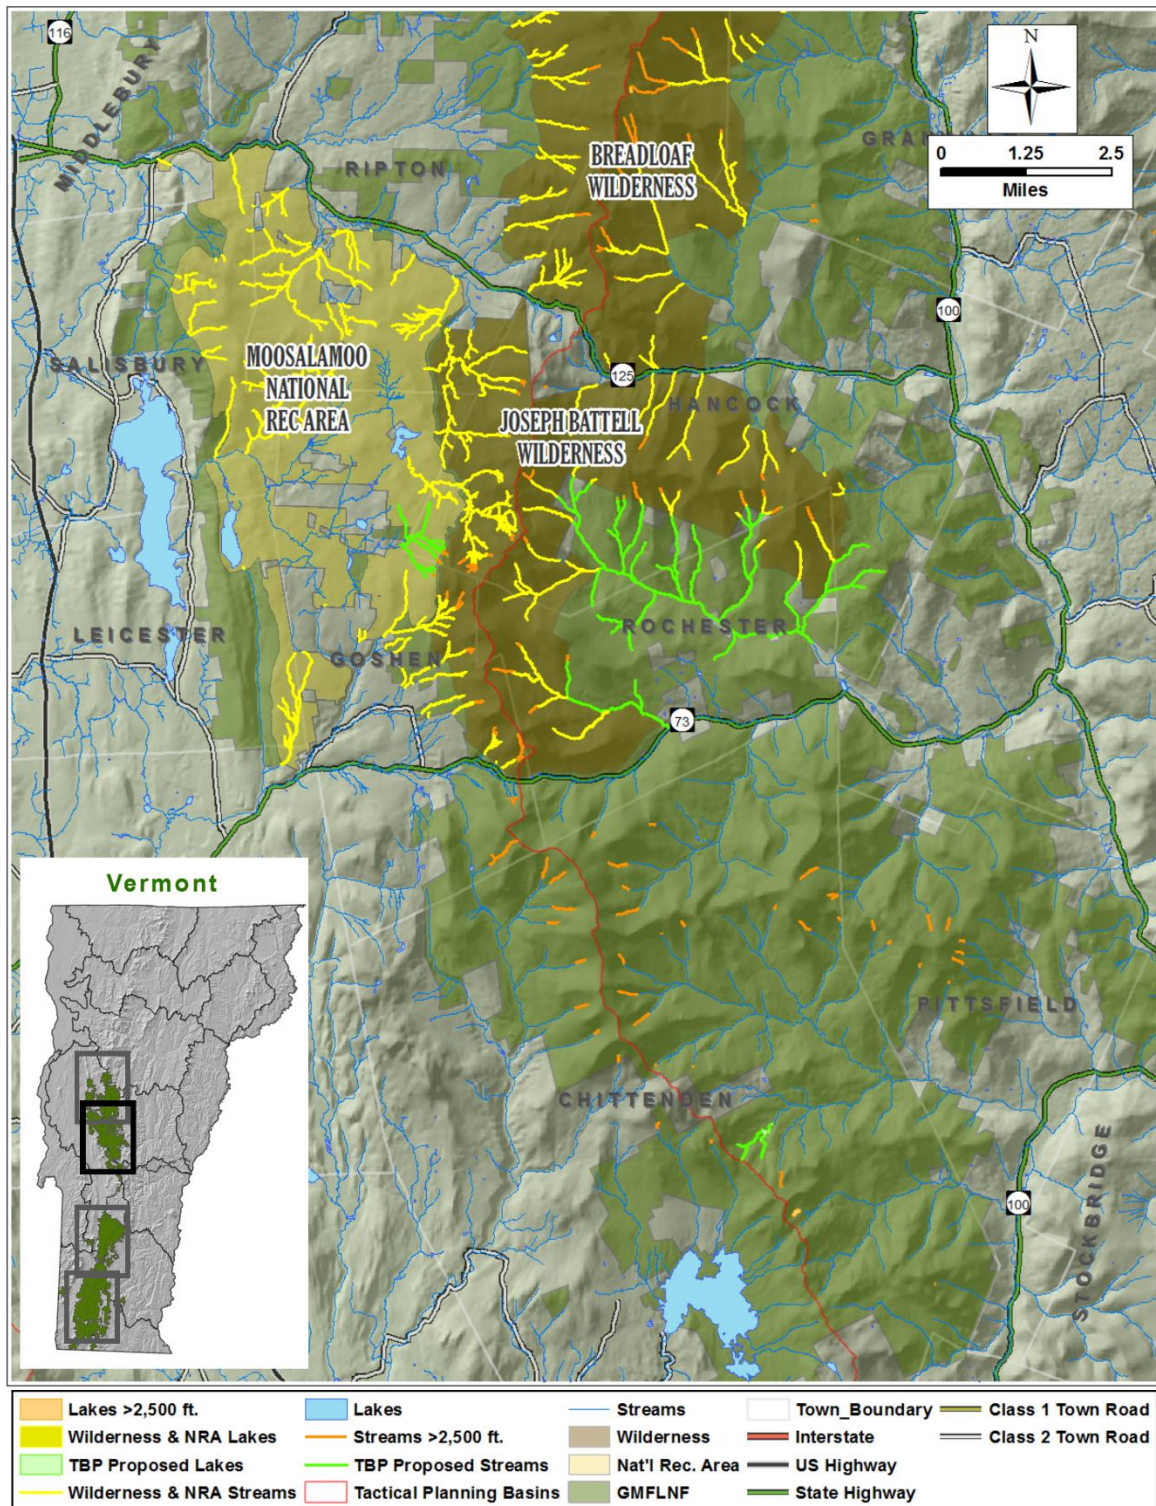 116
MIDDLEBURY
N
0 1.25 2.5
Miles
GRAN
RIPTON
BREADLOAF
WILDERNESS
100
SALISBURY
MOOSALAMOO
NATIONAL
REC AREA
125
HANCOCK
JOSEPH BATTELL
WILDERNESS
LEICESTER
GOSHEN
ROCHESTER
73
Vermont
PITTSFIELD
CHITTENDEN
STOCKBRIDGE
100
Lakes >2,500 ft.
Wilderness & NRA Lakes
TBP Proposed Lakes
Wilderness & NRA Streams
Lakes
Streams >2,500 ft.
TBP Proposed Streams
Tactical Planning Basins
Streams
Wilderness
Nat'l Rec. Area
GMFLNF
Town_Boundary
Interstate
US Highway
State Highway
Class 1 Town Road
Class 2 Town Road